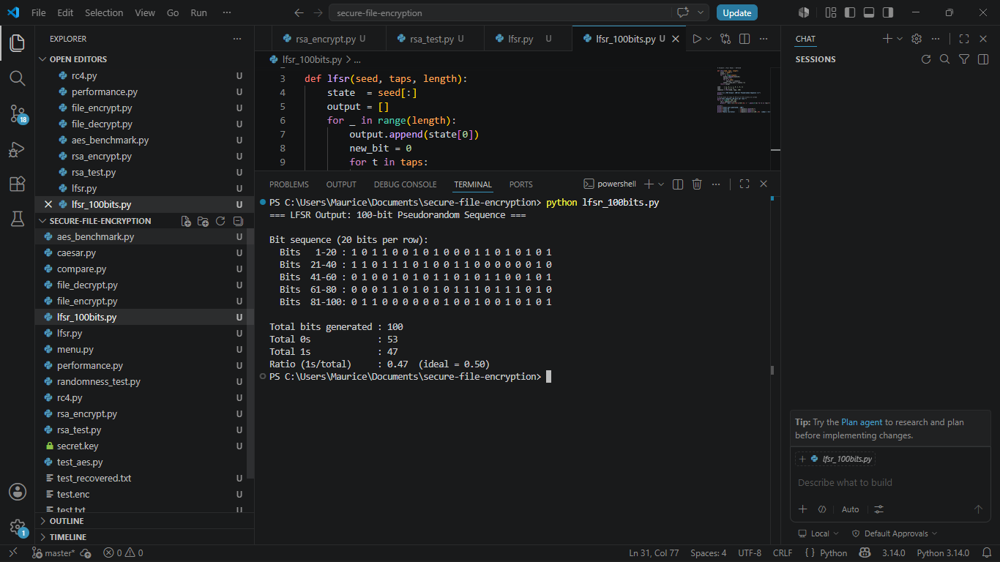 File Edit Selection View Go Run ···
secure-file-encryption
Update
EXPLORER ···
OPEN EDITORS
rc4.py U
performance.py U
file_encrypt.py U
file_decrypt.py U
aes_benchmark.py U
rsa_encrypt.py U
rsa_test.py U
lfsr.py U
lfsr_100bits.py U
SECURE-FILE-ENCRYPTION
aes_benchmark.py U
caesar.py U
compare.py U
file_decrypt.py U
file_encrypt.py U
lfsr_100bits.py U
lfsr.py U
menu.py U
performance.py U
randomness_test.py U
rc4.py U
rsa_encrypt.py U
rsa_test.py U
secret.key U
test_aes.py U
test_recovered.txt U
test.enc U
test.txt U
OUTLINE
TIMELINE
rsa_encrypt.py U rsa_test.py U lfsr.py U lfsr_100bits.py U ···
lfsr_100bits.py > ...
3 def lfsr(seed, taps, length):
4 state  = seed[:]
5 output = []
6 for _ in range(length):
7 output.append(state[0])
8 new_bit = 0
9 for t in taps:
PROBLEMS OUTPUT DEBUG CONSOLE TERMINAL PORTS powershell ···
PS C:\Users\Maurice\Documents\secure-file-encryption> python lfsr_100bits.py
=== LFSR Output: 100-bit Pseudorandom Sequence ===
Bit sequence (20 bits per row):
Bits   1-20 : 1 0 1 1 0 0 1 0 1 0 0 0 1 1 0 1 0 1 0 1
Bits  21-40 : 1 1 0 1 1 1 0 1 0 0 1 1 0 0 0 0 0 0 1 0
Bits  41-60 : 0 1 0 0 1 0 1 0 1 1 0 1 0 1 1 0 0 1 0 1
Bits  61-80 : 0 0 0 1 1 0 1 0 1 0 1 1 1 0 1 1 1 0 1 0
Bits  81-100: 0 1 1 0 0 0 0 0 0 1 0 0 1 0 0 1 0 1 0 1
Total bits generated : 100
Total 0s             : 53
Total 1s             : 47
Ratio (1s/total)     : 0.47  (ideal = 0.50)
PS C:\Users\Maurice\Documents\secure-file-encryption>
CHAT
SESSIONS
Tip: Try the Plan agent to research and plan
before implementing changes.
lfsr_100bits.py
Describe what to build
Auto
Local Default Approvals
18
1
master* 0 0 Ln 31, Col 77 Spaces: 4 UTF-8 CRLF { } Python 3.14.0 Python 3.14.0